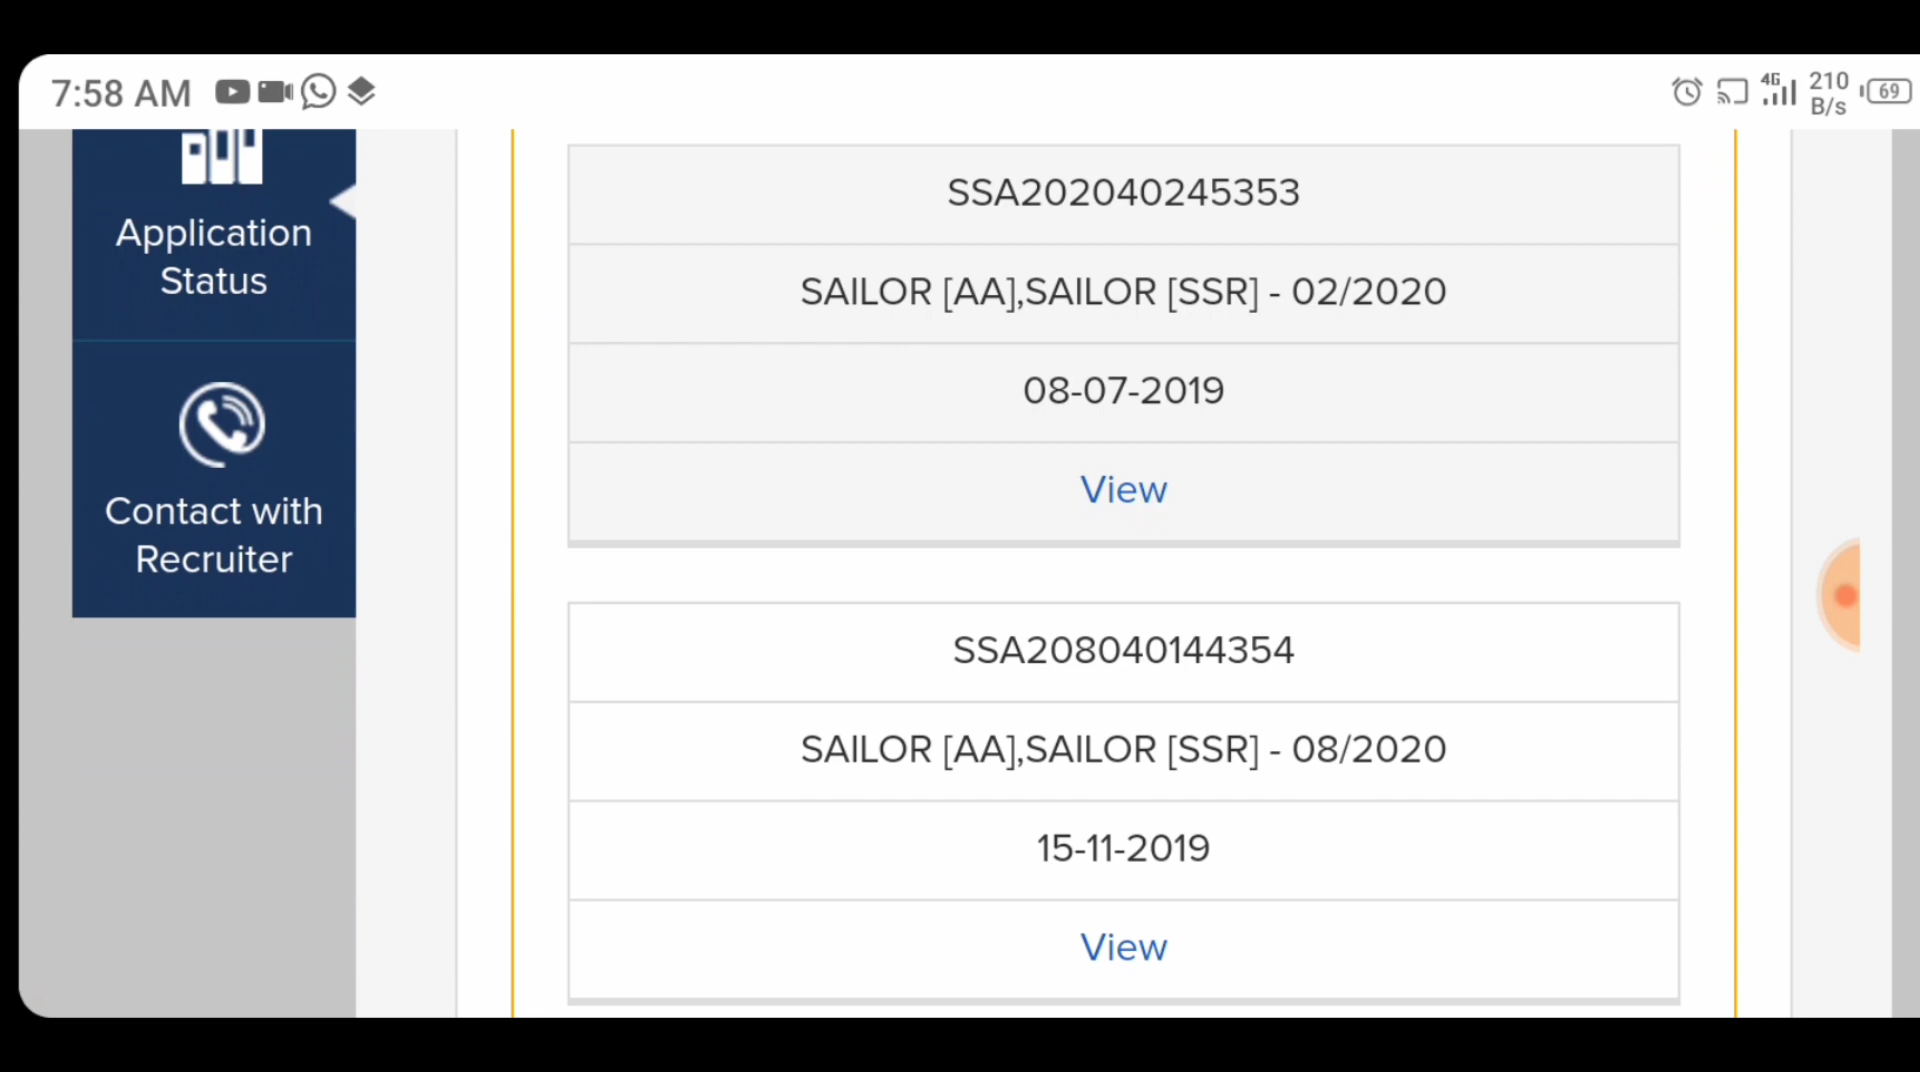 7:58 AM
4G
210
B/s
69
Application
Status
Contact with
Recruiter
SSA202040245353
SAILOR [AA],SAILOR [SSR] - 02/2020
08-07-2019
View
SSA208040144354
SAILOR [AA],SAILOR [SSR] - 08/2020
15-11-2019
View